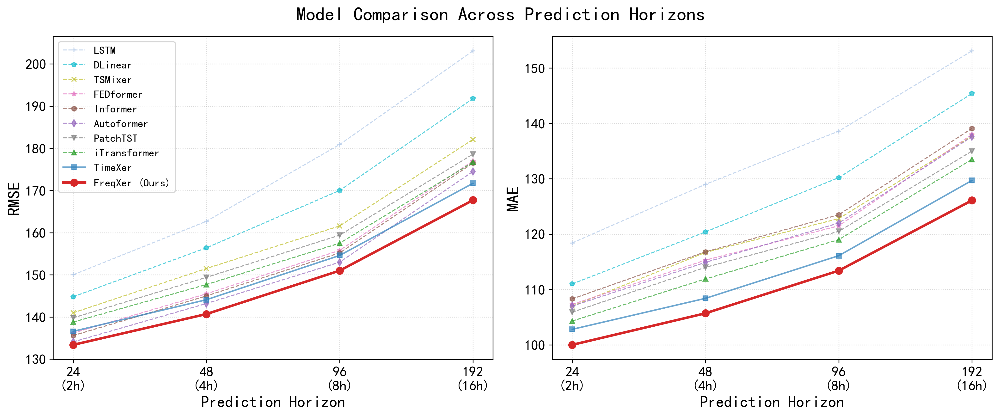 Model Comparison Across Prediction Horizons
RMSE
200
190
180
170
160
150
140
130
LSTM
DLinear
TSMixer
FEDformer
Informer
Autoformer
PatchTST
iTransformer
TimeXer
FreqXer (Ours)
24 48 96 192
(2h) (4h) (8h) (16h)
Prediction Horizon
MAE
150
140
130
120
110
100
24 48 96 192
(2h) (4h) (8h) (16h)
Prediction Horizon